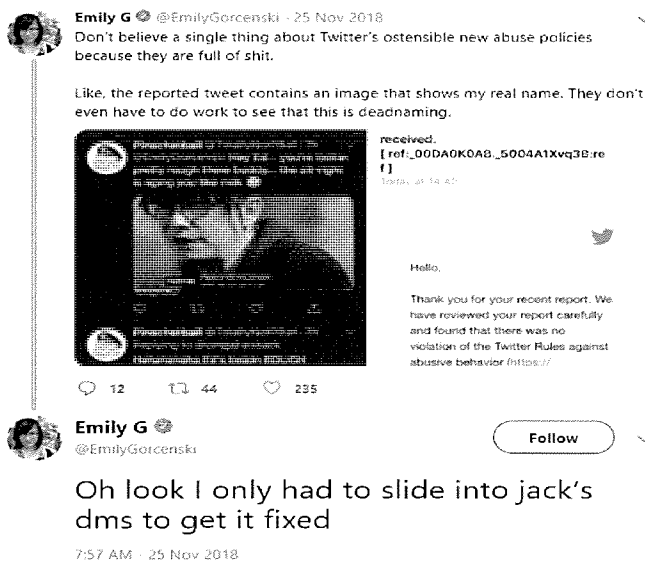 Emily G @EmilyGorcenski · 25 Nov 2018
Don't believe a single thing about Twitter's ostensible new abuse policies
because they are full of shit.
Like, the reported tweet contains an image that shows my real name. They don't
even have to do work to see that this is deadnaming.
received.
[ ref:_00DA0K0A8._5004A1Xvq3B:re
f ]
Today at 14:42
Hello,
Thank you for your recent report. We
have reviewed your report carefully
and found that there was no
violation of the Twitter Rules against
abusive behavior (https://
12 44 235
Emily G
@EmilyGorcenski
Follow
Oh look I only had to slide into jack's
dms to get it fixed
7:57 AM · 25 Nov 2018